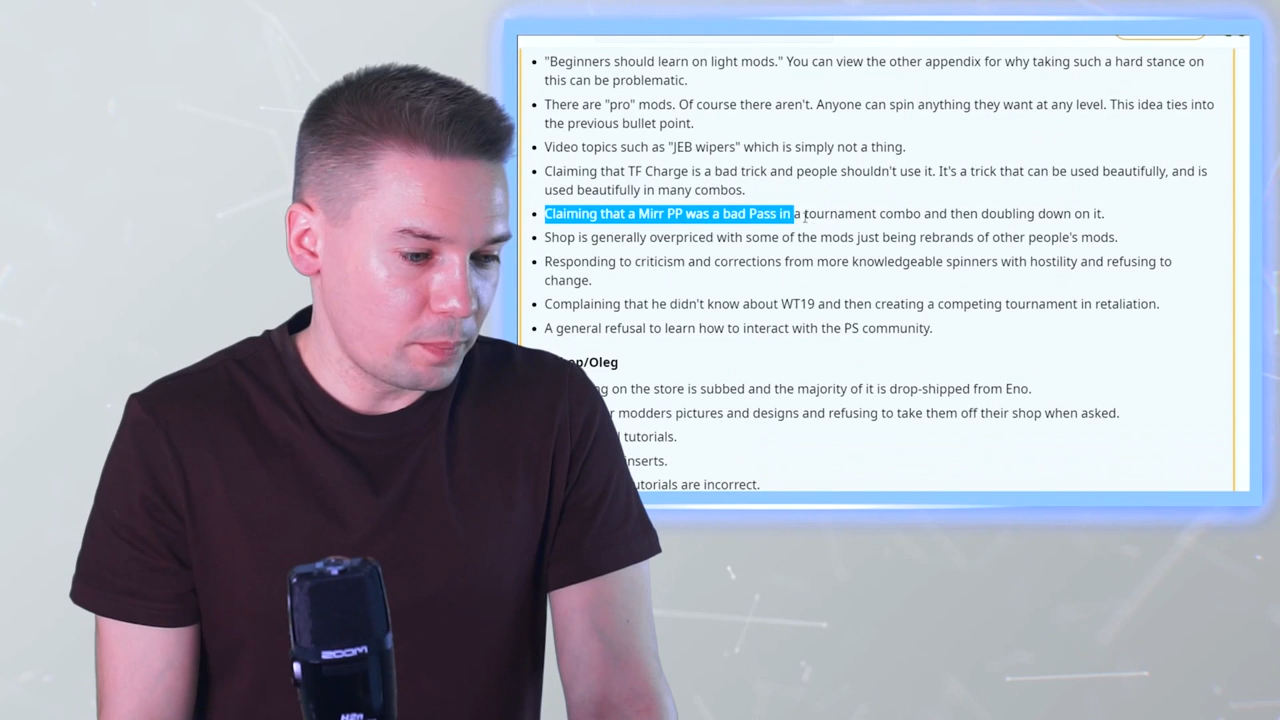 "Beginners should learn on light mods." You can view the other appendix for why taking such a hard stance on
this can be problematic.
There are "pro" mods. Of course there aren't. Anyone can spin anything they want at any level. This idea ties into
the previous bullet point.
Video topics such as "JEB wipers" which is simply not a thing.
Claiming that TF Charge is a bad trick and people shouldn't use it. It's a trick that can be used beautifully, and is
used beautifully in many combos.
Claiming that a Mirr PP was a bad Pass in a tournament combo and then doubling down on it.
Shop is generally overpriced with some of the mods just being rebrands of other people's mods.
Responding to criticism and corrections from more knowledgeable spinners with hostility and refusing to
change.
Complaining that he didn't know about WT19 and then creating a competing tournament in retaliation.
A general refusal to learn how to interact with the PS community.
/Oleg
on the store is subbed and the majority of it is drop-shipped from Eno.
modders pictures and designs and refusing to take them off their shop when asked.
tutorials.
inserts.
tutorials are incorrect.
ZOOM
H2n